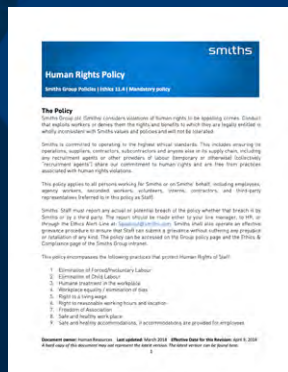 smiths
Human Rights Policy
Smiths Group Policies | Ethics 11.4 | Mandatory policy
The Policy
Smiths Group plc (Smiths) considers violations of human rights to be appalling crimes. Conduct
that exploits workers or denies them the rights and benefits to which they are legally entitled is
wholly inconsistent with Smiths values and policies and will not be tolerated.
Smiths is committed to operating to the highest ethical standards. This includes ensuring its
operations, suppliers, contractors, subcontractors and anyone else in its supply chain, including
any recruitment agents or other providers of labour (temporary or otherwise) (collectively
"recruitment agents") share our commitment to human rights and are free from practices
associated with human rights violations.
This policy applies to all persons working for Smiths or on Smiths' behalf, including employees,
agency workers, seconded workers, volunteers, interns, contractors, and third-party
representatives (referred to in this policy as Staff).
Smiths' Staff must report any actual or potential breach of the policy whether that breach is by
Smiths or by a third party. The report should be made either to your line manager, to HR, or
through the Ethics Alert Line at: Smiths shall also operate an effective
grievance procedure to ensure that Staff can submit a grievance without suffering any prejudice
or retaliation of any kind. The policy can be accessed on the Group policy page and the Ethics &
Compliance page of the Smiths Group intranet.
This policy encompasses the following practices that protect Human Rights of Staff:
1. Elimination of Forced/Involuntary Labour
2. Elimination of Child Labour
3. Humane treatment in the workplace
4. Workplace equality / elimination of bias
5. Right to a living wage
6. Right to reasonable working hours and vacation
7. Freedom of Association
8. Safe and healthy work place
9. Safe and healthy accommodations, if accommodations are provided for employees
Document owner: Human Resources Last updated: March 2018 Effective Date for this Revision: April 5, 2018
A hard copy of this document may not represent the latest version. The latest version can be found here.
1